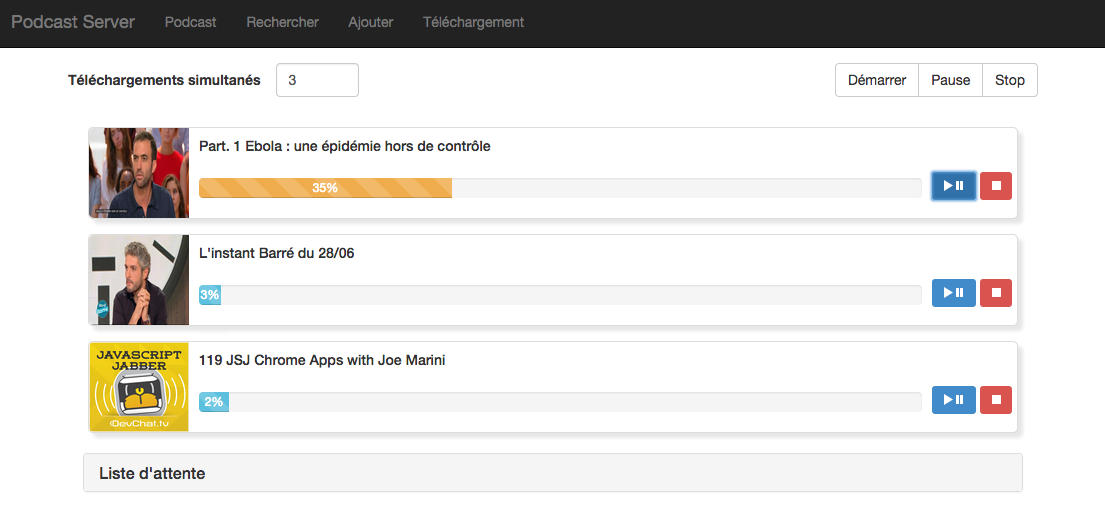 Podcast Server Podcast Rechercher Ajouter Téléchargement
Téléchargements simultanés 3 Démarrer Pause Stop
Part. 1 Ebola : une épidémie hors de contrôle
35%
L'instant Barré du 28/06
3%
JAVASCRIPT
JABBER
DevChat.tv
119 JSJ Chrome Apps with Joe Marini
2%
Liste d'attente